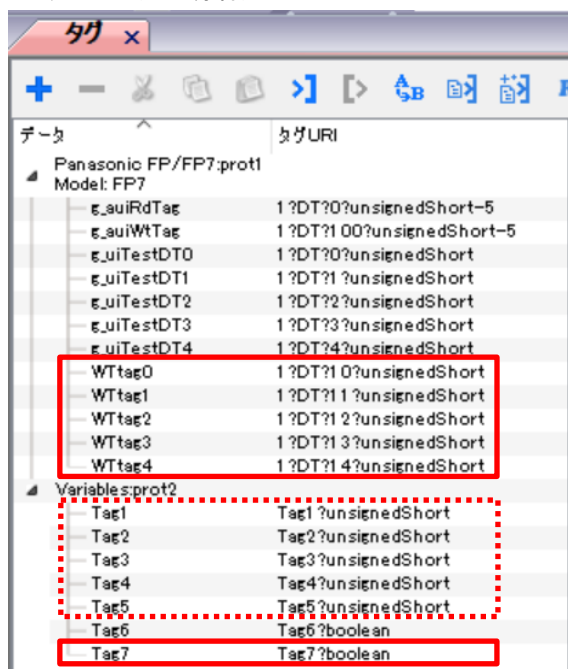 タグ x
データ タグURI
Panasonic FP/FP7:prot1
Model: FP7
g_auiRdTag 1?DT?0?unsignedShort-5
g_auiWtTag 1?DT?100?unsignedShort-5
g_uiTestDT0 1?DT?0?unsignedShort
g_uiTestDT1 1?DT?1?unsignedShort
g_uiTestDT2 1?DT?2?unsignedShort
g_uiTestDT3 1?DT?3?unsignedShort
g_uiTestDT4 1?DT?4?unsignedShort
WTtag0 1?DT?10?unsignedShort
WTtag1 1?DT?11?unsignedShort
WTtag2 1?DT?12?unsignedShort
WTtag3 1?DT?13?unsignedShort
WTtag4 1?DT?14?unsignedShort
Variables:prot2
Tag1 Tag1?unsignedShort
Tag2 Tag2?unsignedShort
Tag3 Tag3?unsignedShort
Tag4 Tag4?unsignedShort
Tag5 Tag5?unsignedShort
Tag6 Tag6?boolean
Tag7 Tag7?boolean